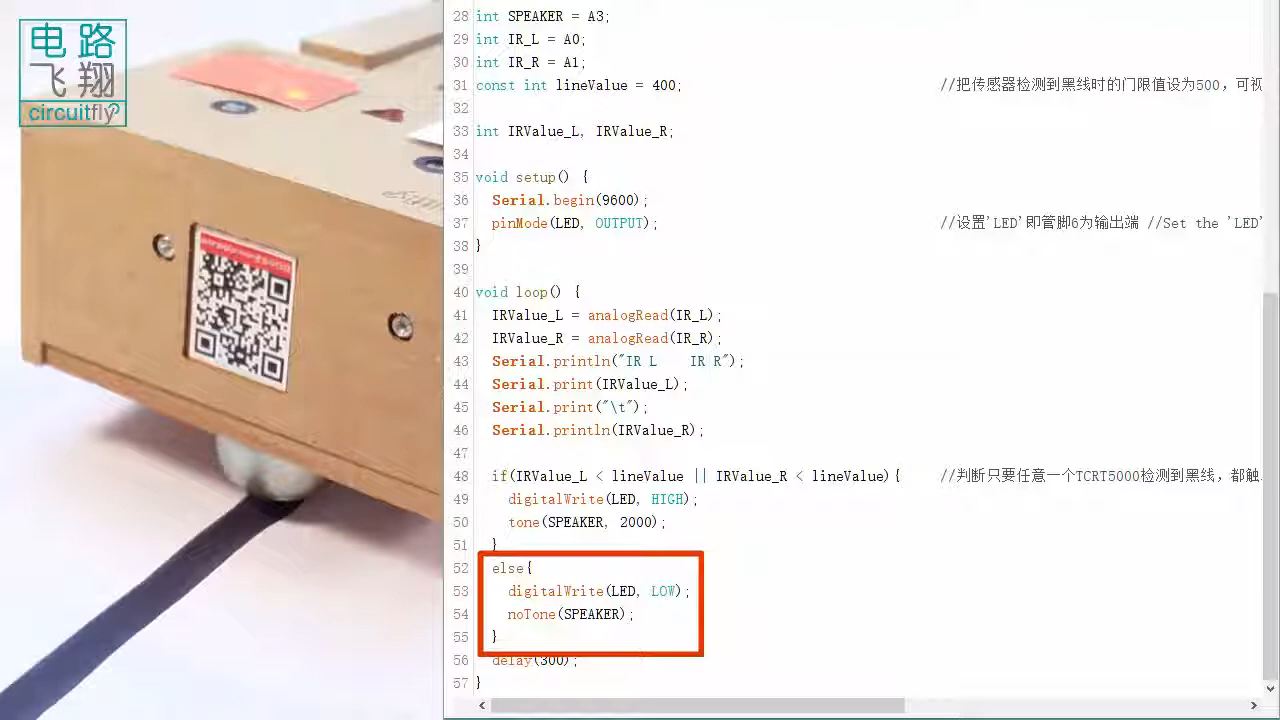 电路
飞翔
circuitfly
28 int SPEAKER = A3;
29 int IR_L = A0;
30 int IR_R = A1;
31 const int lineValue = 400; //把传感器检测到黑线时的门限值设为500，可视
32
33 int IRValue_L, IRValue_R;
34
35 void setup() {
36 Serial.begin(9600);
37 pinMode(LED, OUTPUT); //设置'LED'即管脚6为输出端 //Set the 'LED'
38 }
39
40 void loop() {
41 IRValue_L = analogRead(IR_L);
42 IRValue_R = analogRead(IR_R);
43 Serial.println("IR L    IR R");
44 Serial.print(IRValue_L);
45 Serial.print("\t");
46 Serial.println(IRValue_R);
47
48 if(IRValue_L < lineValue || IRValue_R < lineValue){ //判断只要任意一个TCRT5000检测到黑线，都触
49 digitalWrite(LED, HIGH);
50 tone(SPEAKER, 2000);
51 }
52 else{
53 digitalWrite(LED, LOW);
54 noTone(SPEAKER);
55 }
56 delay(300);
57 }